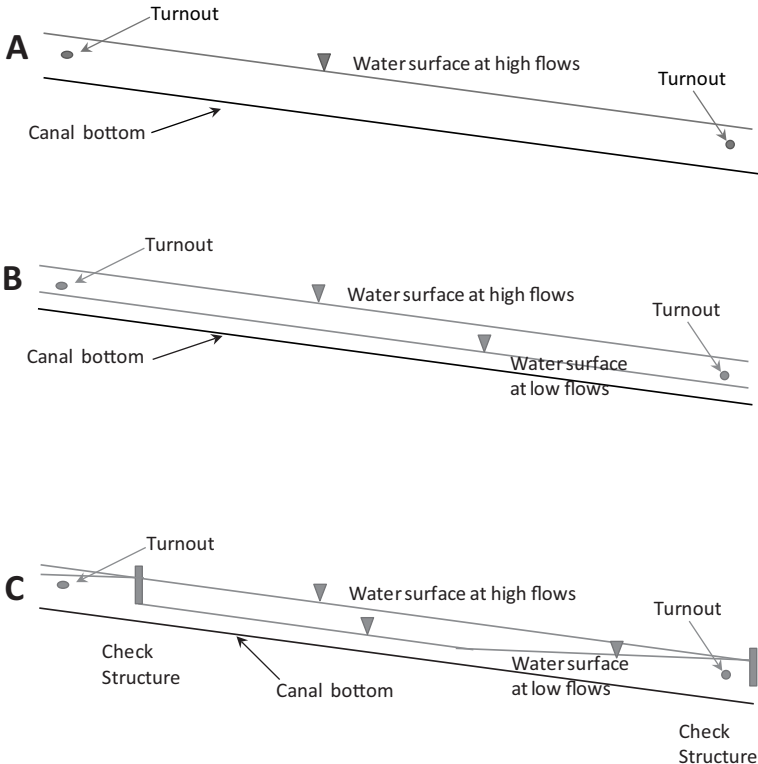 Turnout
A
Water surface at high flows
Turnout
Canal bottom
Turnout
B
Water surface at high flows
Turnout
Canal bottom
Water surface
at low flows
Turnout
C
Water surface at high flows
Turnout
Check
Structure
Water surface
at low flows
Canal bottom
Check
Structure